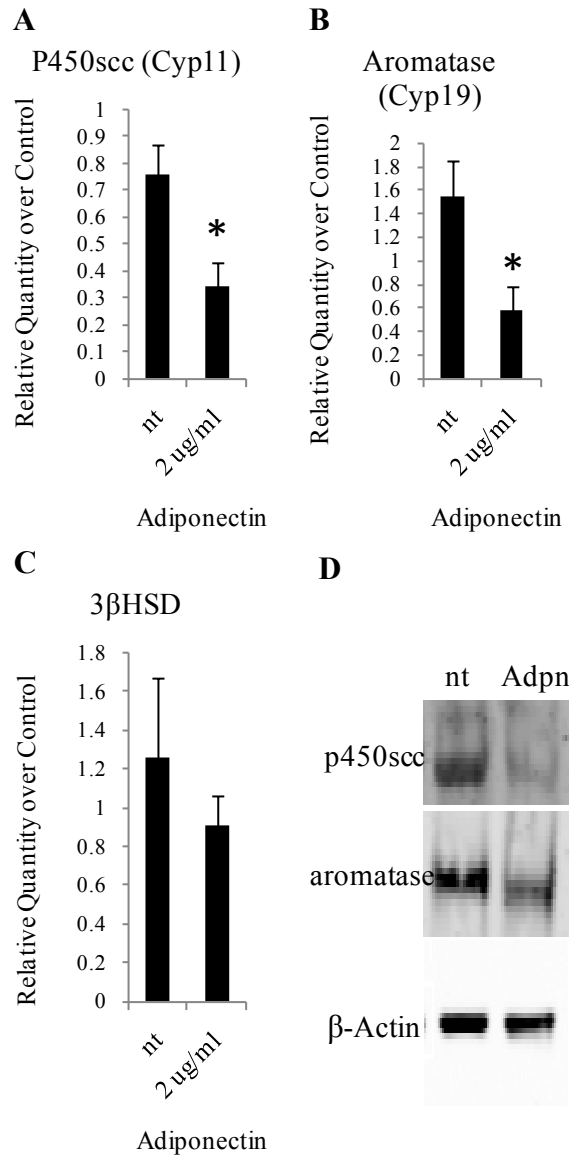 A
P450scc (Cyp11)
Relative Quantity over Control
1
0.9
0.8
0.7
0.6
0.5
0.4
0.3
0.2
0.1
0
*
nt
2 ug/ml
Adiponectin
B
Aromatase
(Cyp19)
Relative Quantity over Control
2
1.8
1.6
1.4
1.2
1
0.8
0.6
0.4
0.2
0
*
nt
2 ug/ml
Adiponectin
C
3βHSD
Relative Quantity over Control
1.8
1.6
1.4
1.2
1
0.8
0.6
0.4
0.2
0
nt
2 ug/ml
Adiponectin
D
nt Adpn
p450scc
aromatase
β-Actin